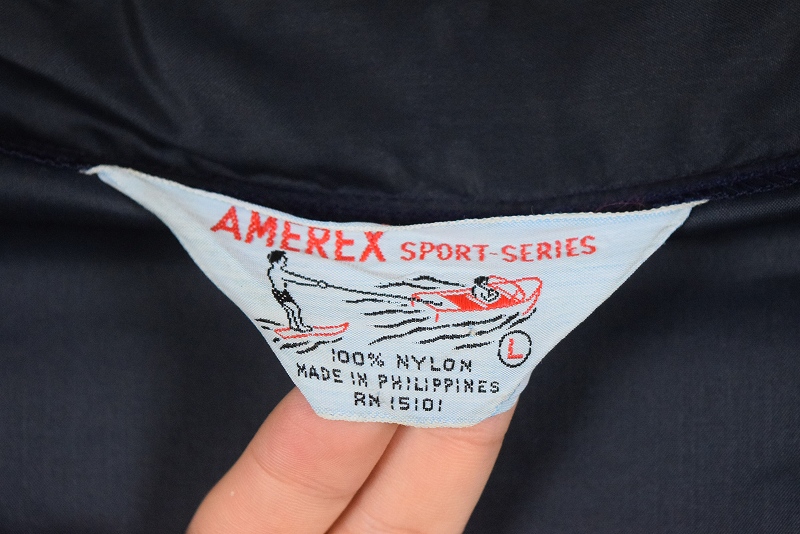 AMEREX SPORT-SERIES
L
100% NYLON
MADE IN PHILIPPINES
RN 15101